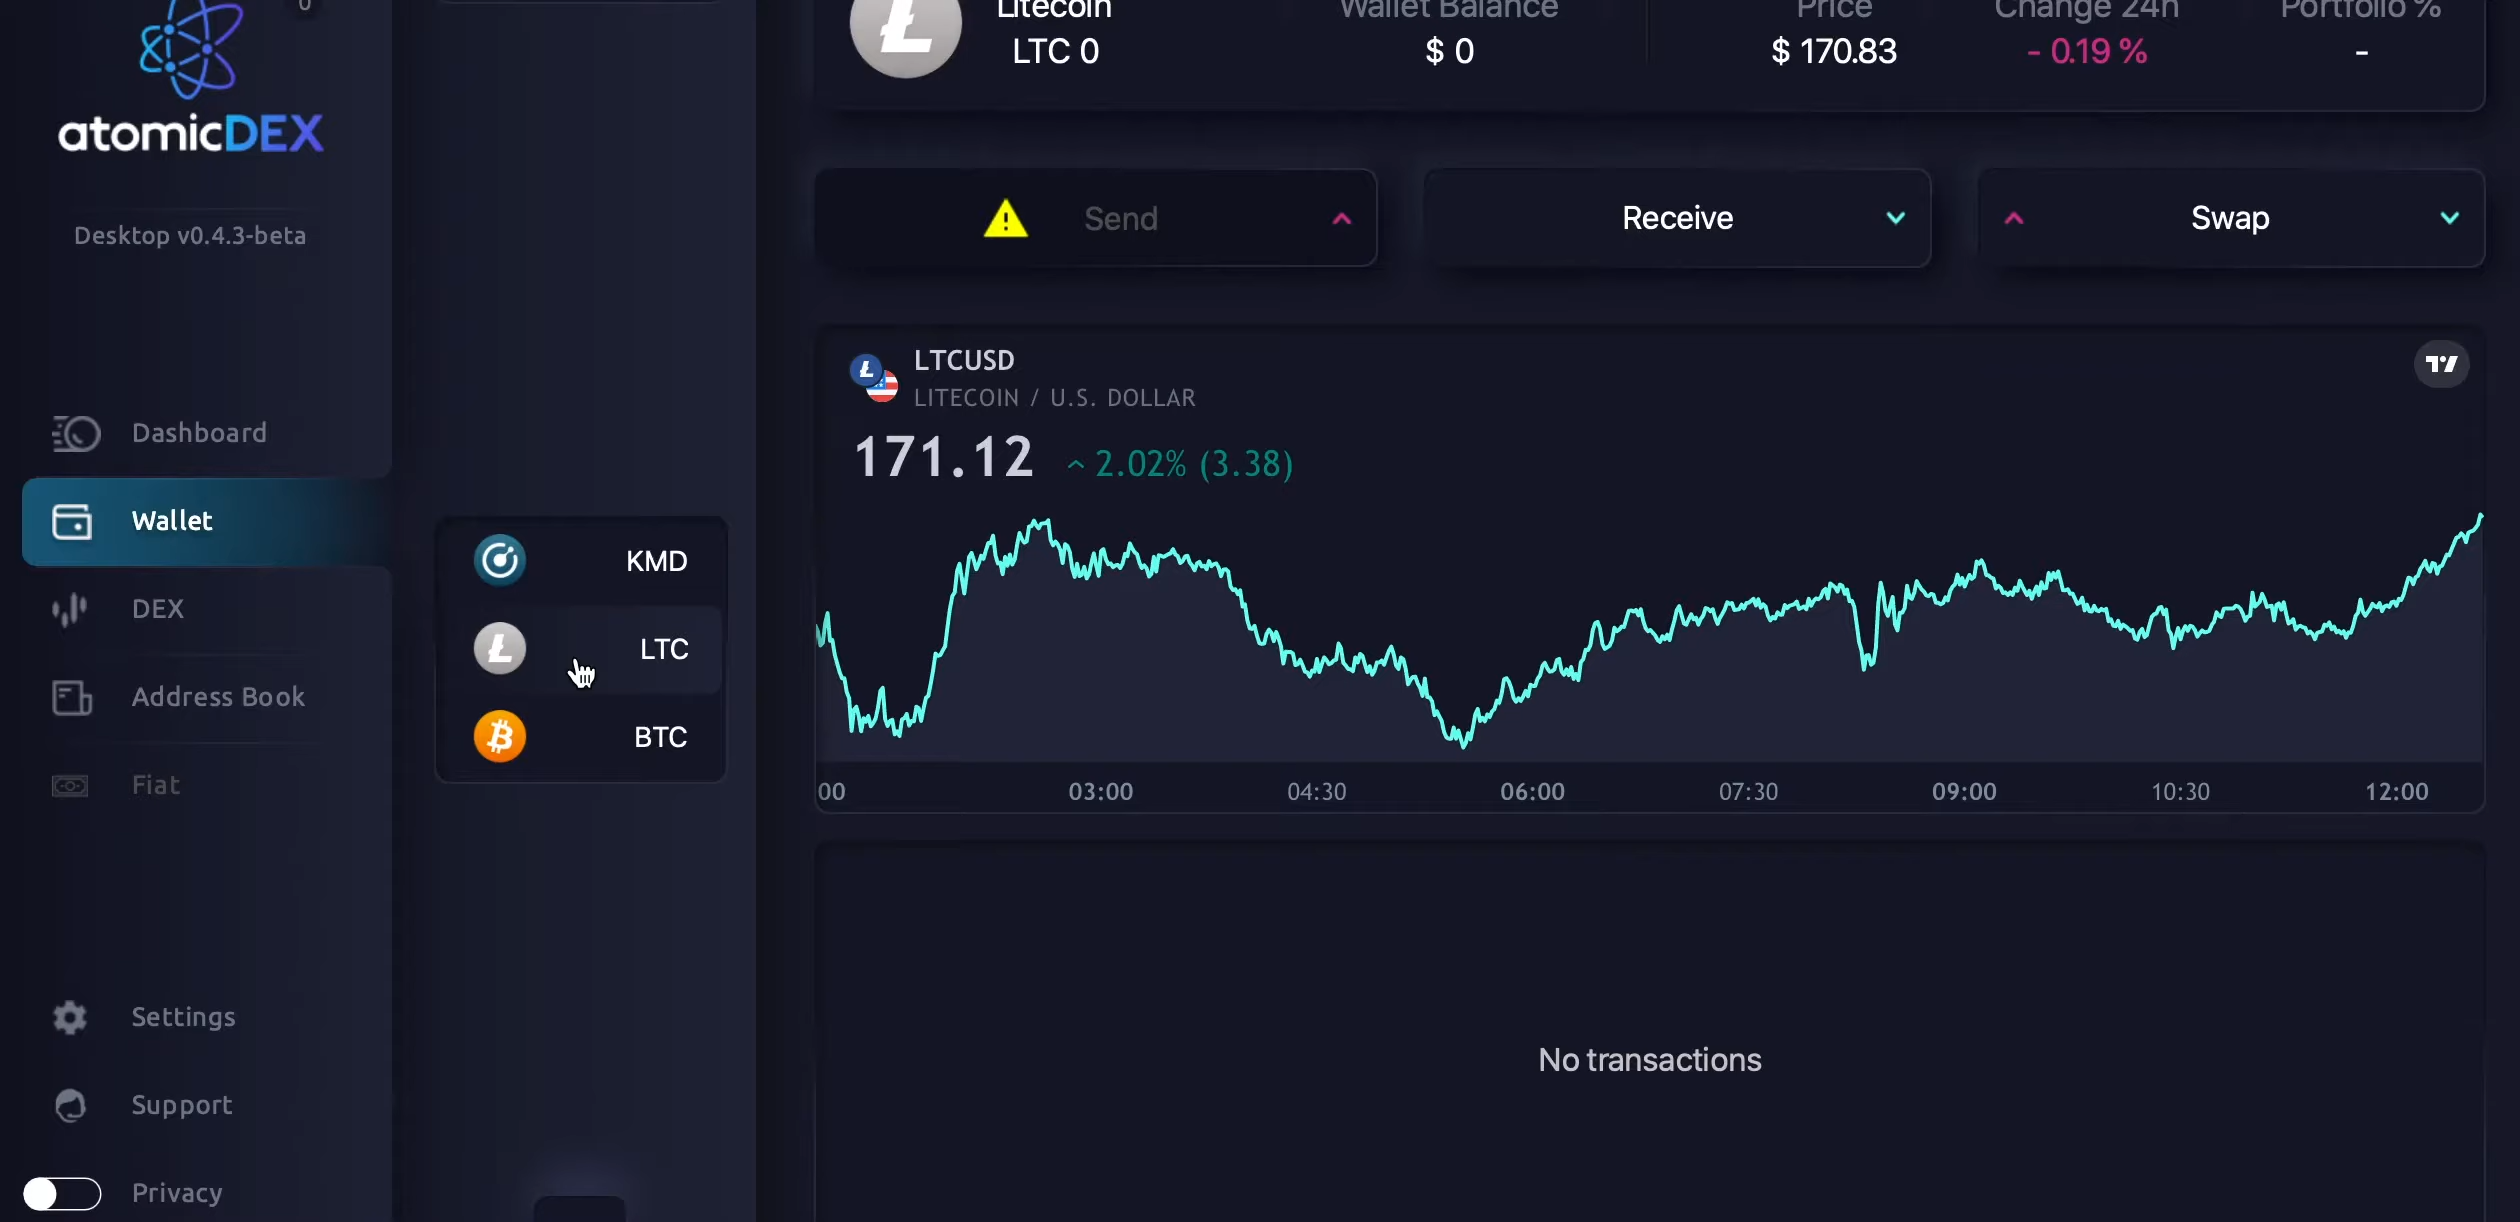 0
atomicDEX
Desktop v0.4.3-beta
Dashboard
Wallet
DEX
Address Book
Fiat
Settings
Support
Privacy
KMD
LTC
BTC
Litecoin
LTC 0
Wallet Balance
$ 0
Price
$ 170.83
Change 24h
- 0.19 %
Portfolio %
-
Send
Receive
Swap
LTCUSD
LITECOIN / U.S. DOLLAR
171.12 2.02% (3.38)
00 03:00 04:30 06:00 07:30 09:00 10:30 12:00
No transactions